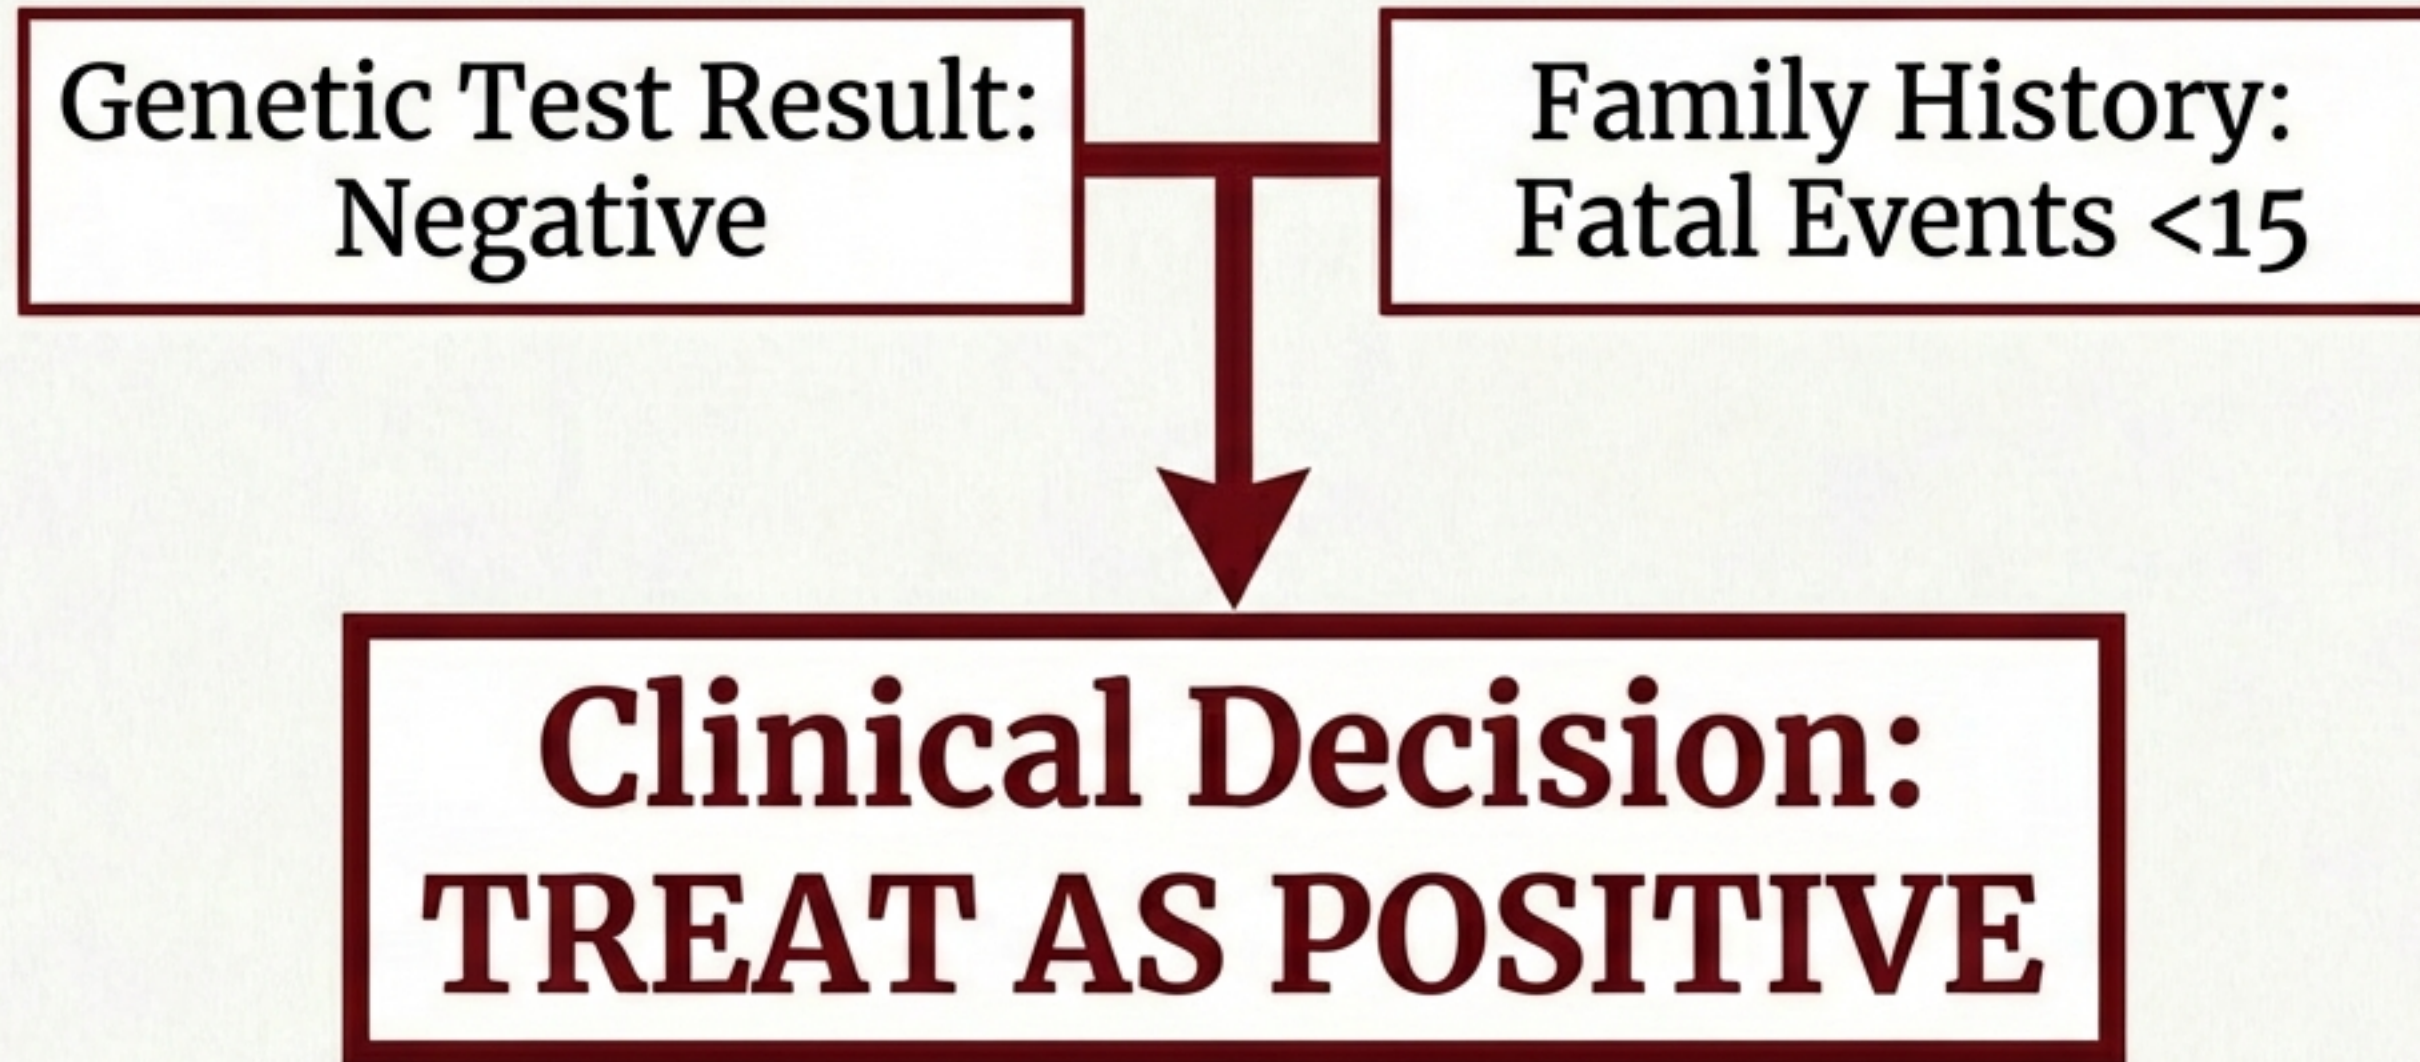 Genetic Test Result:
Negative
Family History:
Fatal Events <15
Clinical Decision:
TREAT AS POSITIVE